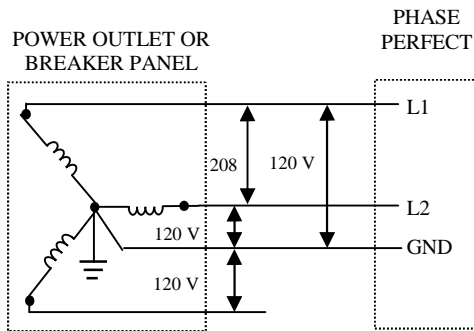 POWER OUTLET OR
BREAKER PANEL
PHASE
PERFECT
L1
208
120 V
L2
120 V
GND
120 V